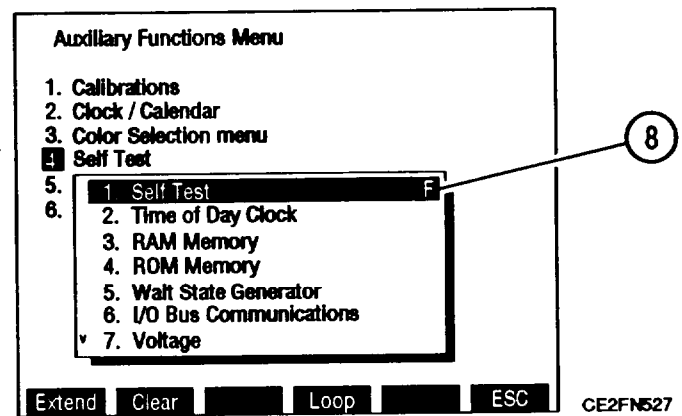 Auxiliary Functions Menu
1. Calibrations
2. Clock / Calendar
3. Color Selection menu
4 Self Test
5.
6.
1. Self Test F
2. Time of Day Clock
3. RAM Memory
4. ROM Memory
5. Wait State Generator
6. I/O Bus Communications
v 7. Voltage
8
Extend Clear Loop ESC
CE2FN527